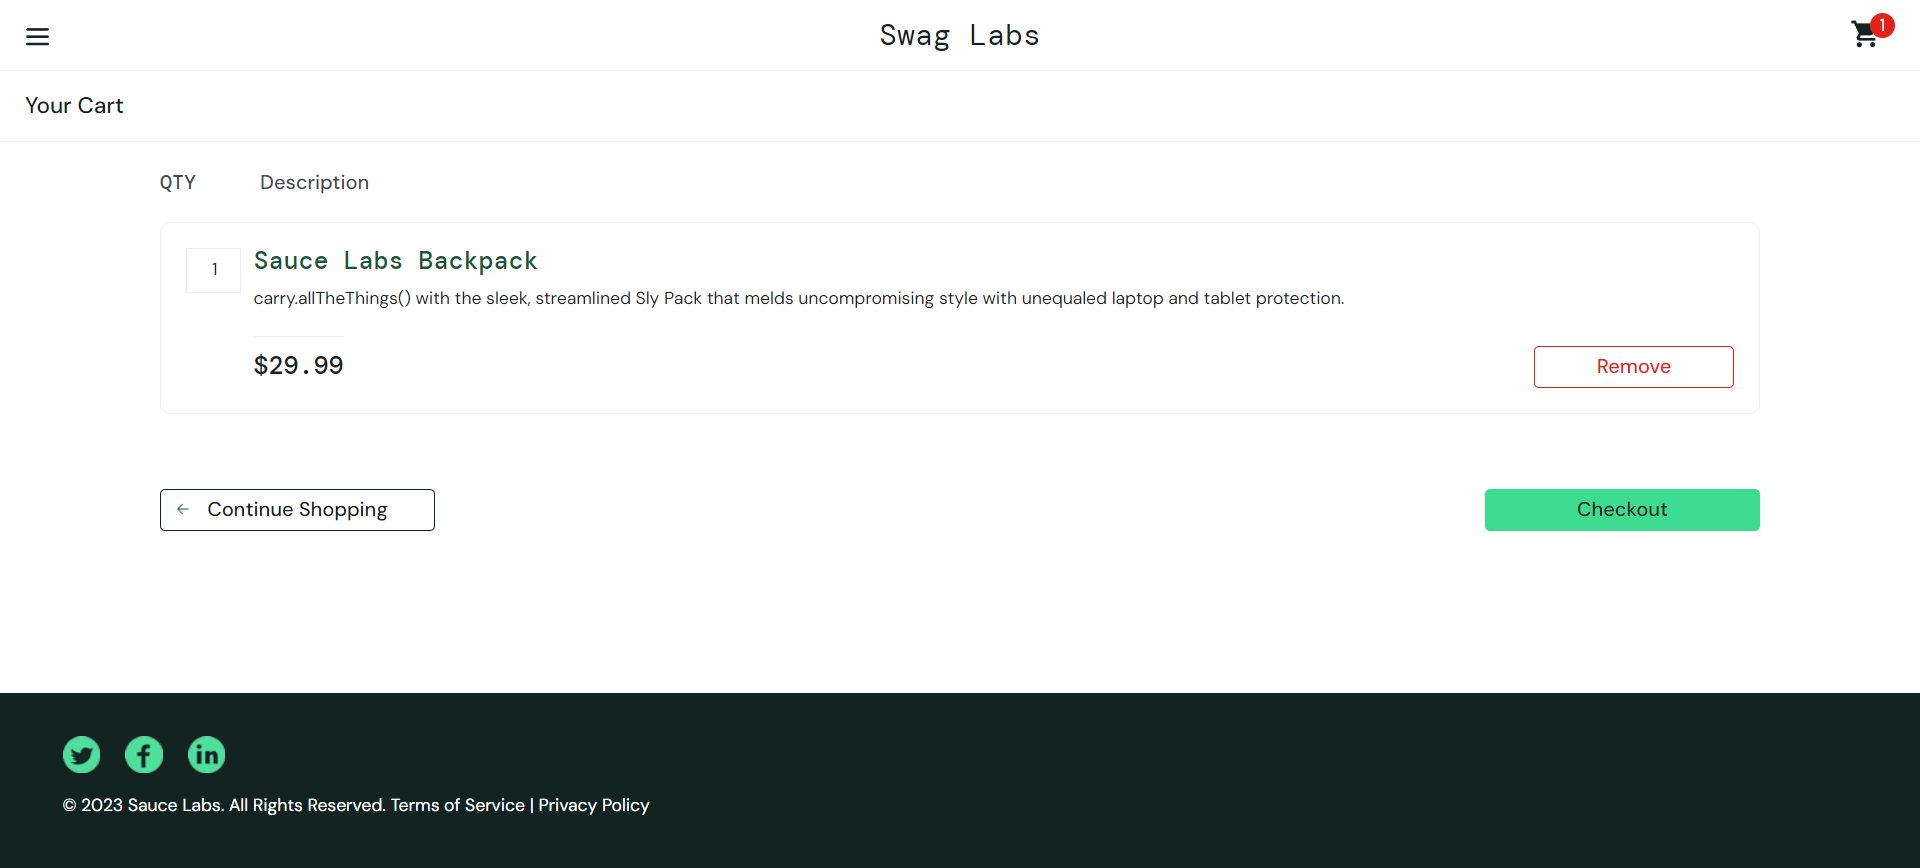 Swag Labs
1
Your Cart
QTY Description
1
Sauce Labs Backpack
carry.allTheThings() with the sleek, streamlined Sly Pack that melds uncompromising style with unequaled laptop and tablet protection.
$29.99
Remove
Continue Shopping
Checkout
© 2023 Sauce Labs. All Rights Reserved. Terms of Service | Privacy Policy